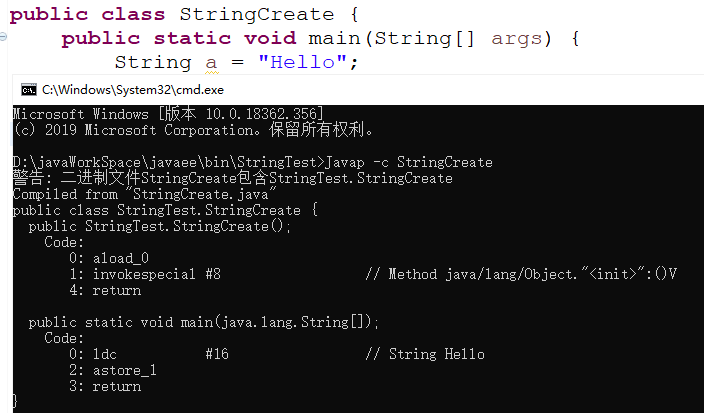 public class StringCreate {
public static void main(String[] args) {
String a = "Hello";
C:\Windows\System32\cmd.exe
Microsoft Windows [版本 10.0.18362.356]
(c) 2019 Microsoft Corporation。保留所有权利。
D:\javaWorkSpace\javaee\bin\StringTest>Javap -c StringCreate
警告: 二进制文件StringCreate包含StringTest.StringCreate
Compiled from "StringCreate.java"
public class StringTest.StringCreate {
public StringTest.StringCreate();
Code:
0: aload_0
1: invokespecial #8 // Method java/lang/Object."<init>":()V
4: return
public static void main(java.lang.String[]);
Code:
0: ldc #16 // String Hello
2: astore_1
3: return
}